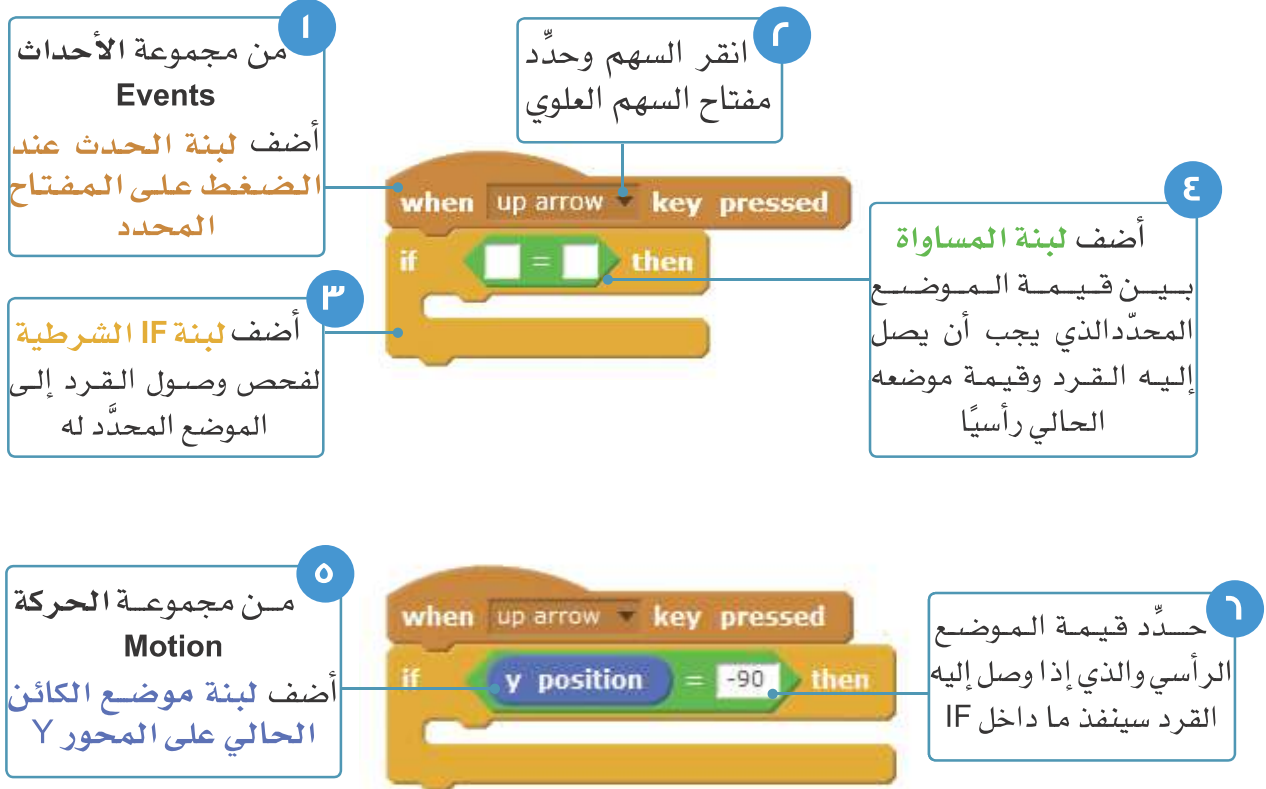 ١
من مجموعة الأحداث
Events
أضف لبنة الحدث عند
الضغط على المفتاح
المحدد
٢
انقر السهم وحدِّد
مفتاح السهم العلوي
when up arrow key pressed
if = then
٣
أضف لبنة IF الشرطية
لفحص وصول القرد إلى
الموضع المحدَّد له
٤
أضف لبنة المساواة
بين قيمة الموضع
المحدّدالذي يجب أن يصل
إليه القرد وقيمة موضعه
الحالي رأسيًا
٥
من مجموعة الحركة
Motion
أضف لبنة موضع الكائن
الحالي على المحور Y
when up arrow key pressed
if y position = -90 then
٦
حدِّد قيمة الموضع
الرأسي والذي إذا وصل إليه
القرد سينفذ ما داخل IF